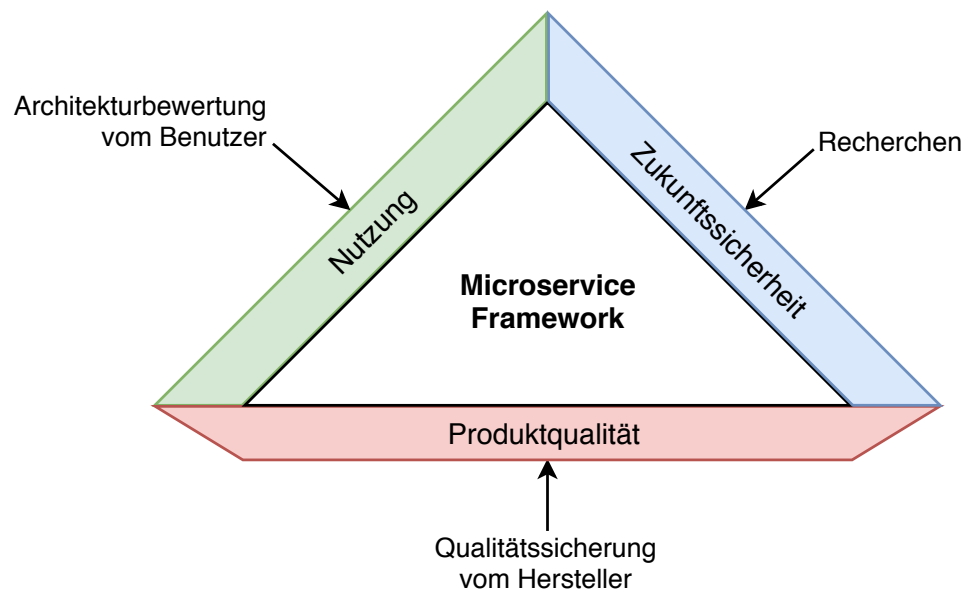 Architekturbewertung
vom Benutzer
Recherchen
Nutzung
Zukunftssicherheit
Microservice
Framework
Produktqualität
Qualitätssicherung
vom Hersteller